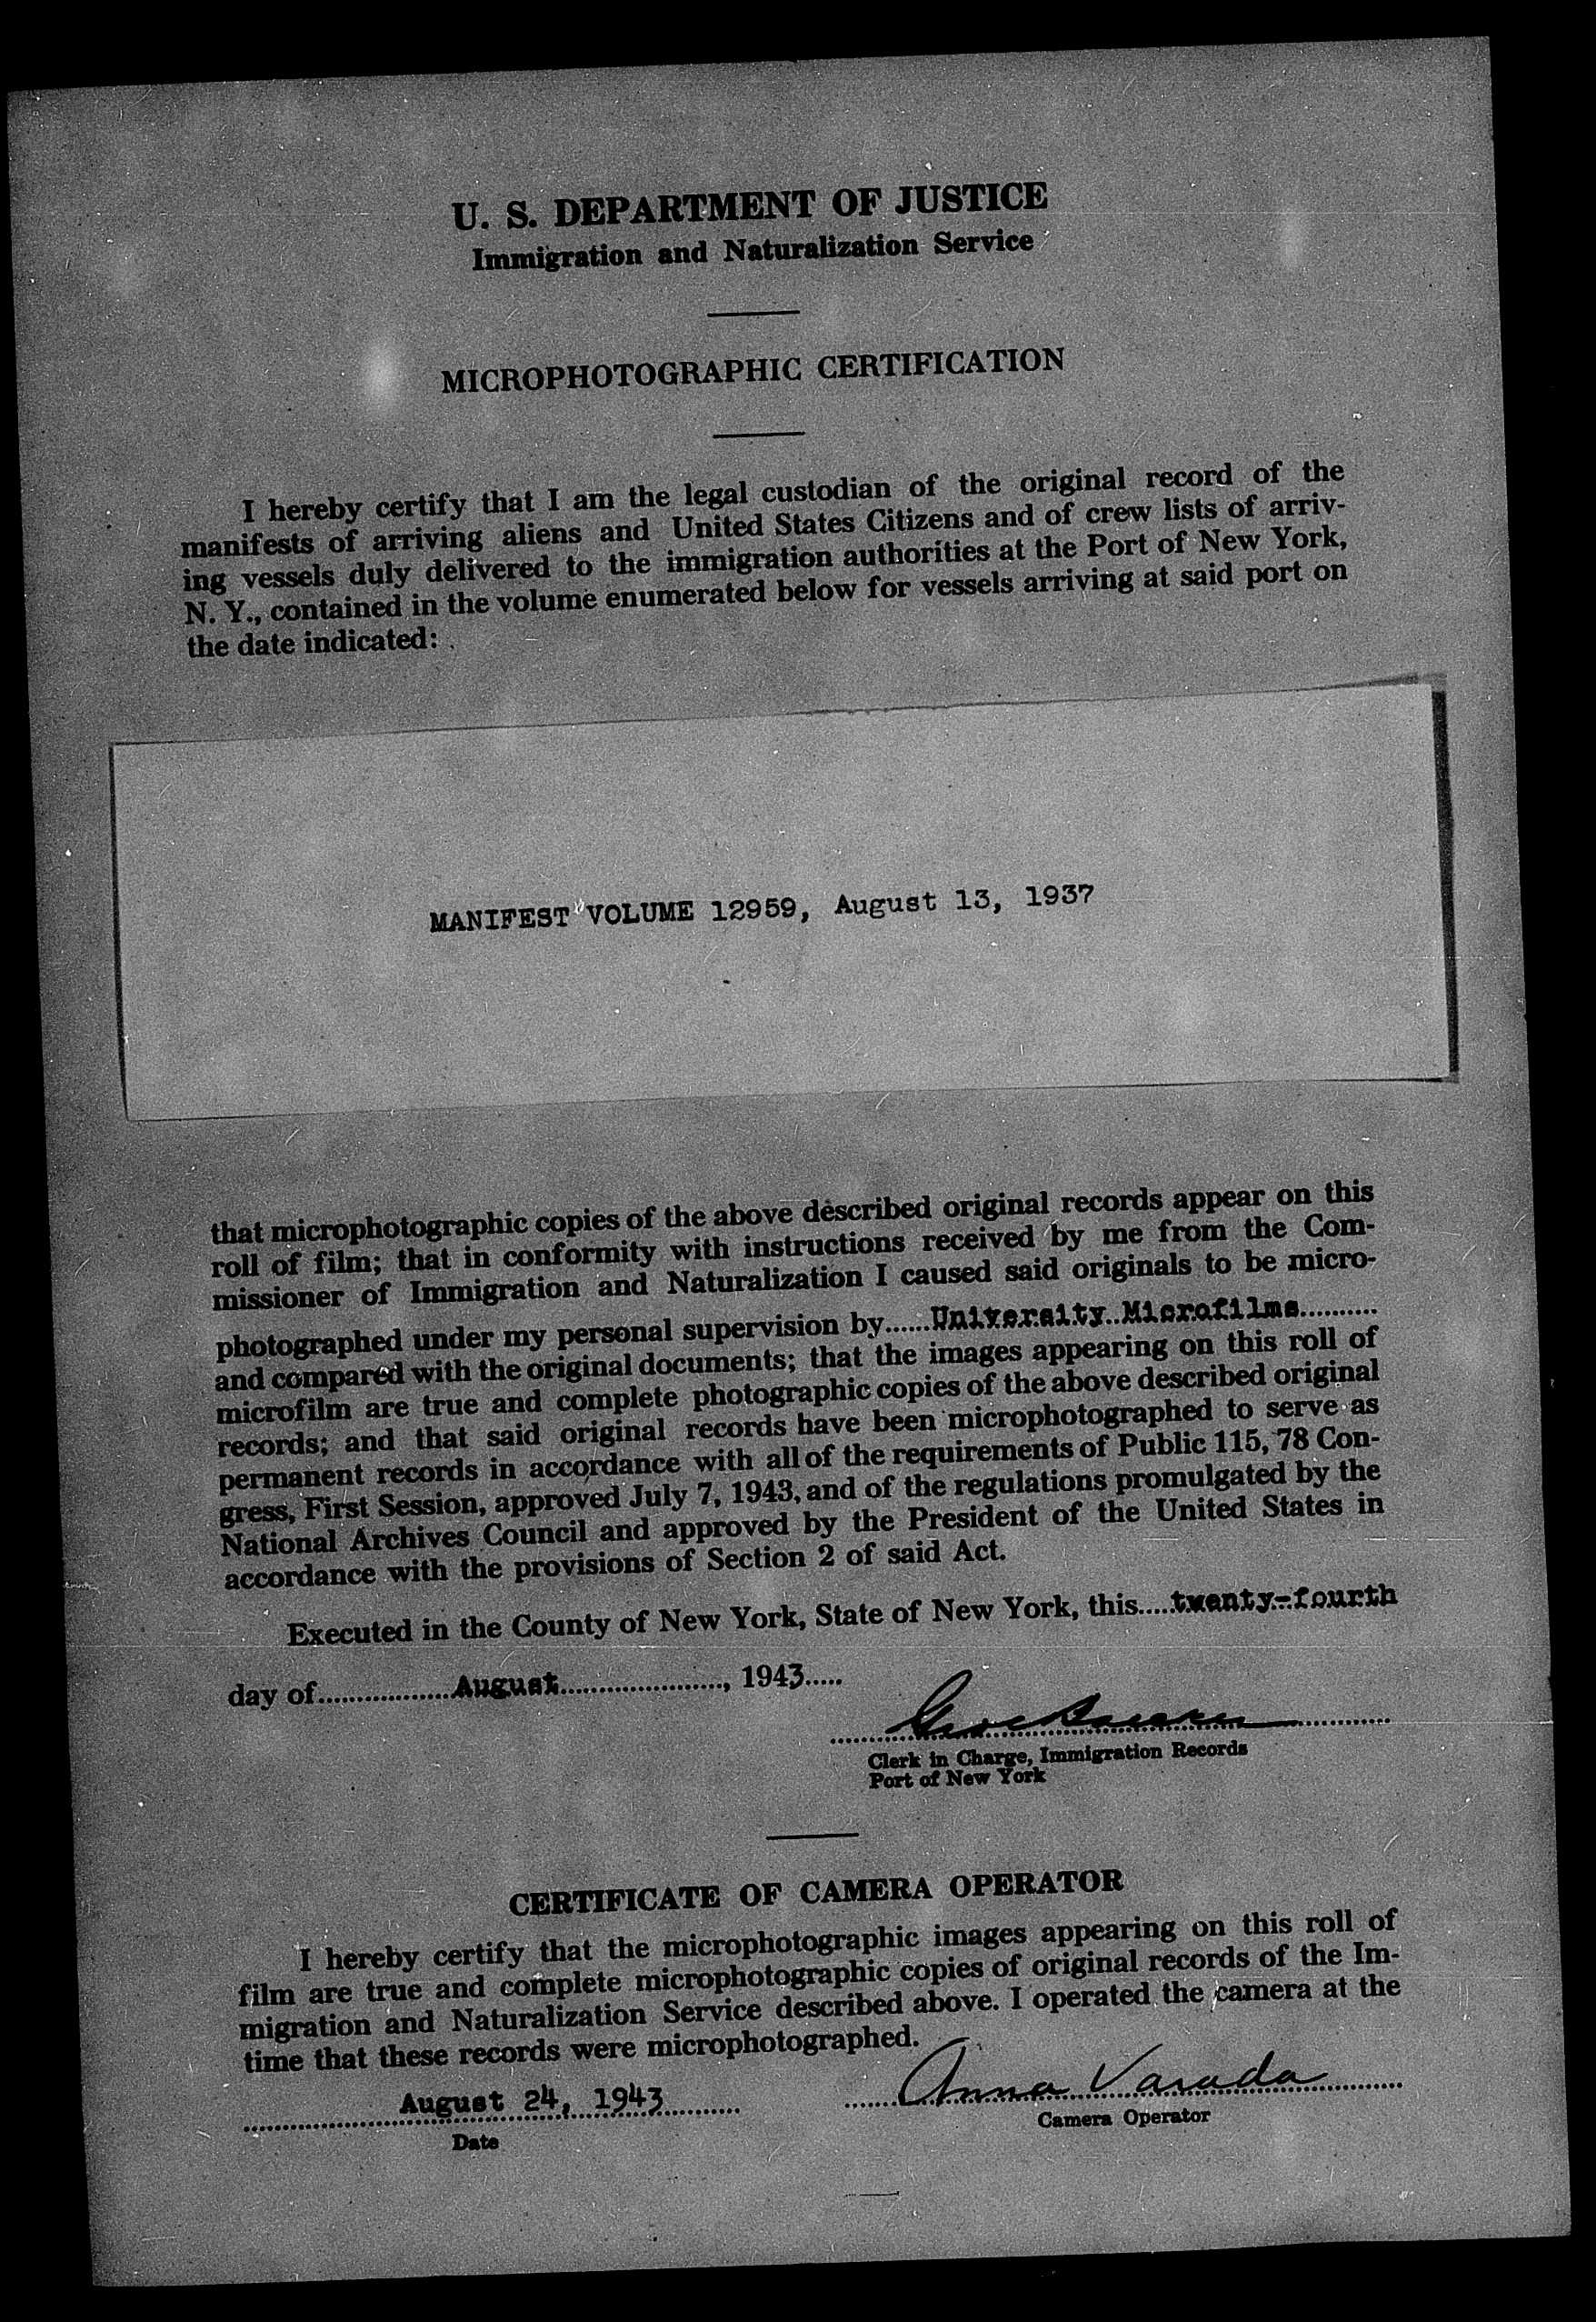 U. S. DEPARTMENT OF JUSTICE
Immigration and Naturalization Service
MICROPHOTOGRAPHIC CERTIFICATION
I hereby certify that I am the legal custodian of the original record of the
manifests of arriving aliens and United States Citizens and of crew lists of arriv-
ing vessels duly delivered to the immigration authorities at the Port of New York,
N. Y., contained in the volume enumerated below for vessels arriving at said port on
the date indicated:
MANIFEST VOLUME 12959, August 13, 1937
that microphotographic copies of the above described original records appear on this
roll of film; that in conformity with instructions received by me from the Com-
missioner of Immigration and Naturalization I caused said originals to be micro-
photographed under my personal supervision by......University Microfilms..........
and compared with the original documents; that the images appearing on this roll of
microfilm are true and complete photographic copies of the above described original
records; and that said original records have been microphotographed to serve as
permanent records in accordance with all of the requirements of Public 115, 78 Con-
gress, First Session, approved July 7, 1943, and of the regulations promulgated by the
National Archives Council and approved by the President of the United States in
accordance with the provisions of Section 2 of said Act.
Executed in the County of New York, State of New York, this....twenty-fourth
day of...................August......................., 1943.....
Clerk in Charge, Immigration Records
Port of New York
CERTIFICATE OF CAMERA OPERATOR
I hereby certify that the microphotographic images appearing on this roll of
film are true and complete microphotographic copies of original records of the Im-
migration and Naturalization Service described above. I operated the camera at the
time that these records were microphotographed.
August 24, 1943
Anna Varada
Date
Camera Operator